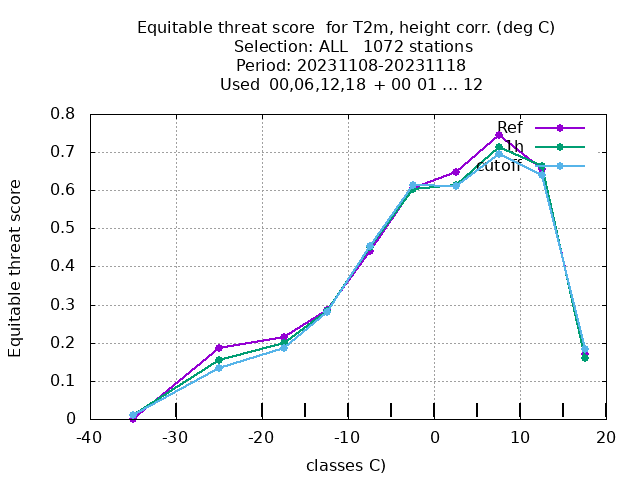 Equitable threat score  for T2m, height corr. (deg C)
Selection: ALL   1072 stations
Period: 20231108-20231118
Used  00,06,12,18  + 00 01 ... 12
0.8
0.7
0.6
0.5
0.4
0.3
0.2
0.1
0
Equitable threat score
Ref
1h
cutoff
-40
-30
-20
-10
0
10
20
classes C)